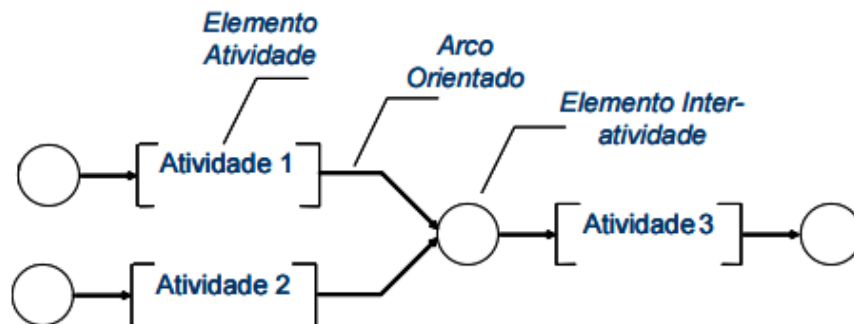 Elemento
Atividade
Arco
Orientado
Elemento Inter-
atividade
Atividade 1
Atividade 3
Atividade 2